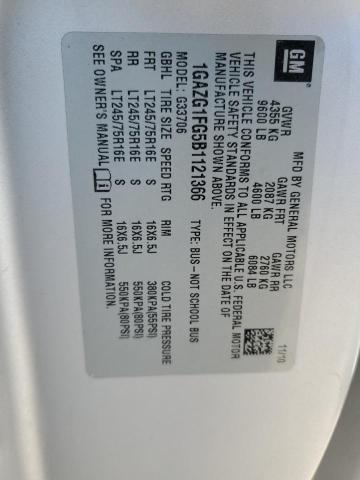 GM
MFD BY GENERAL MOTORS LLC
11/10
GVWR GAWR FRT GAWR RR
4355 KG 2087 KG 2760 KG
9600 LB 4600 LB 6084 LB
THIS VEHICLE CONFORMS TO ALL APPLICABLE U.S. FEDERAL MOTOR
VEHICLE SAFETY STANDARDS IN EFFECT ON THE DATE OF
MANUFACTURE SHOWN ABOVE.
1GAZG1FG5B1121366
TYPE: BUS–NOT SCHOOL BUS
MODEL: G33706
GBHL TIRE SIZE SPEED RTG RIM COLD TIRE PRESSURE
FRT LT245/75R16E S 16X6.5J 380KPA(55PSI)
RR LT245/75R16E S 16X6.5J 550KPA(80PSI)
SPA LT245/75R16E S 16X6.5J 550KPA(80PSI)
SEE OWNER'S MANUAL FOR MORE INFORMATION.